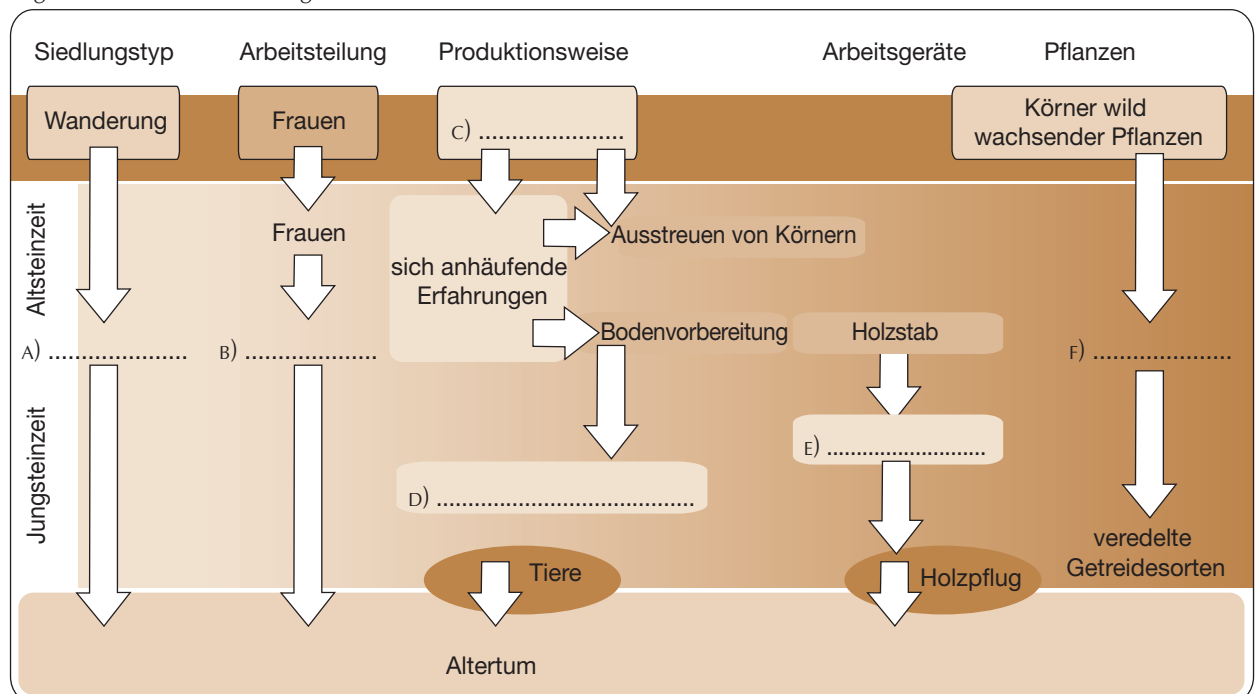 Siedlungstyp
Arbeitsteilung
Produktionsweise
Arbeitsgeräte
Pflanzen
Wanderung
Frauen
C) ......................
Körner wild
wachsender Pflanzen
Altsteinzeit
Frauen
Ausstreuen von Körnern
sich anhäufende
Erfahrungen
Bodenvorbereitung
Holzstab
A) .....................
B) ....................
F) .....................
Jungsteinzeit
E) ........................
D) .......................................
veredelte
Getreidesorten
Tiere
Holzpflug
Altertum